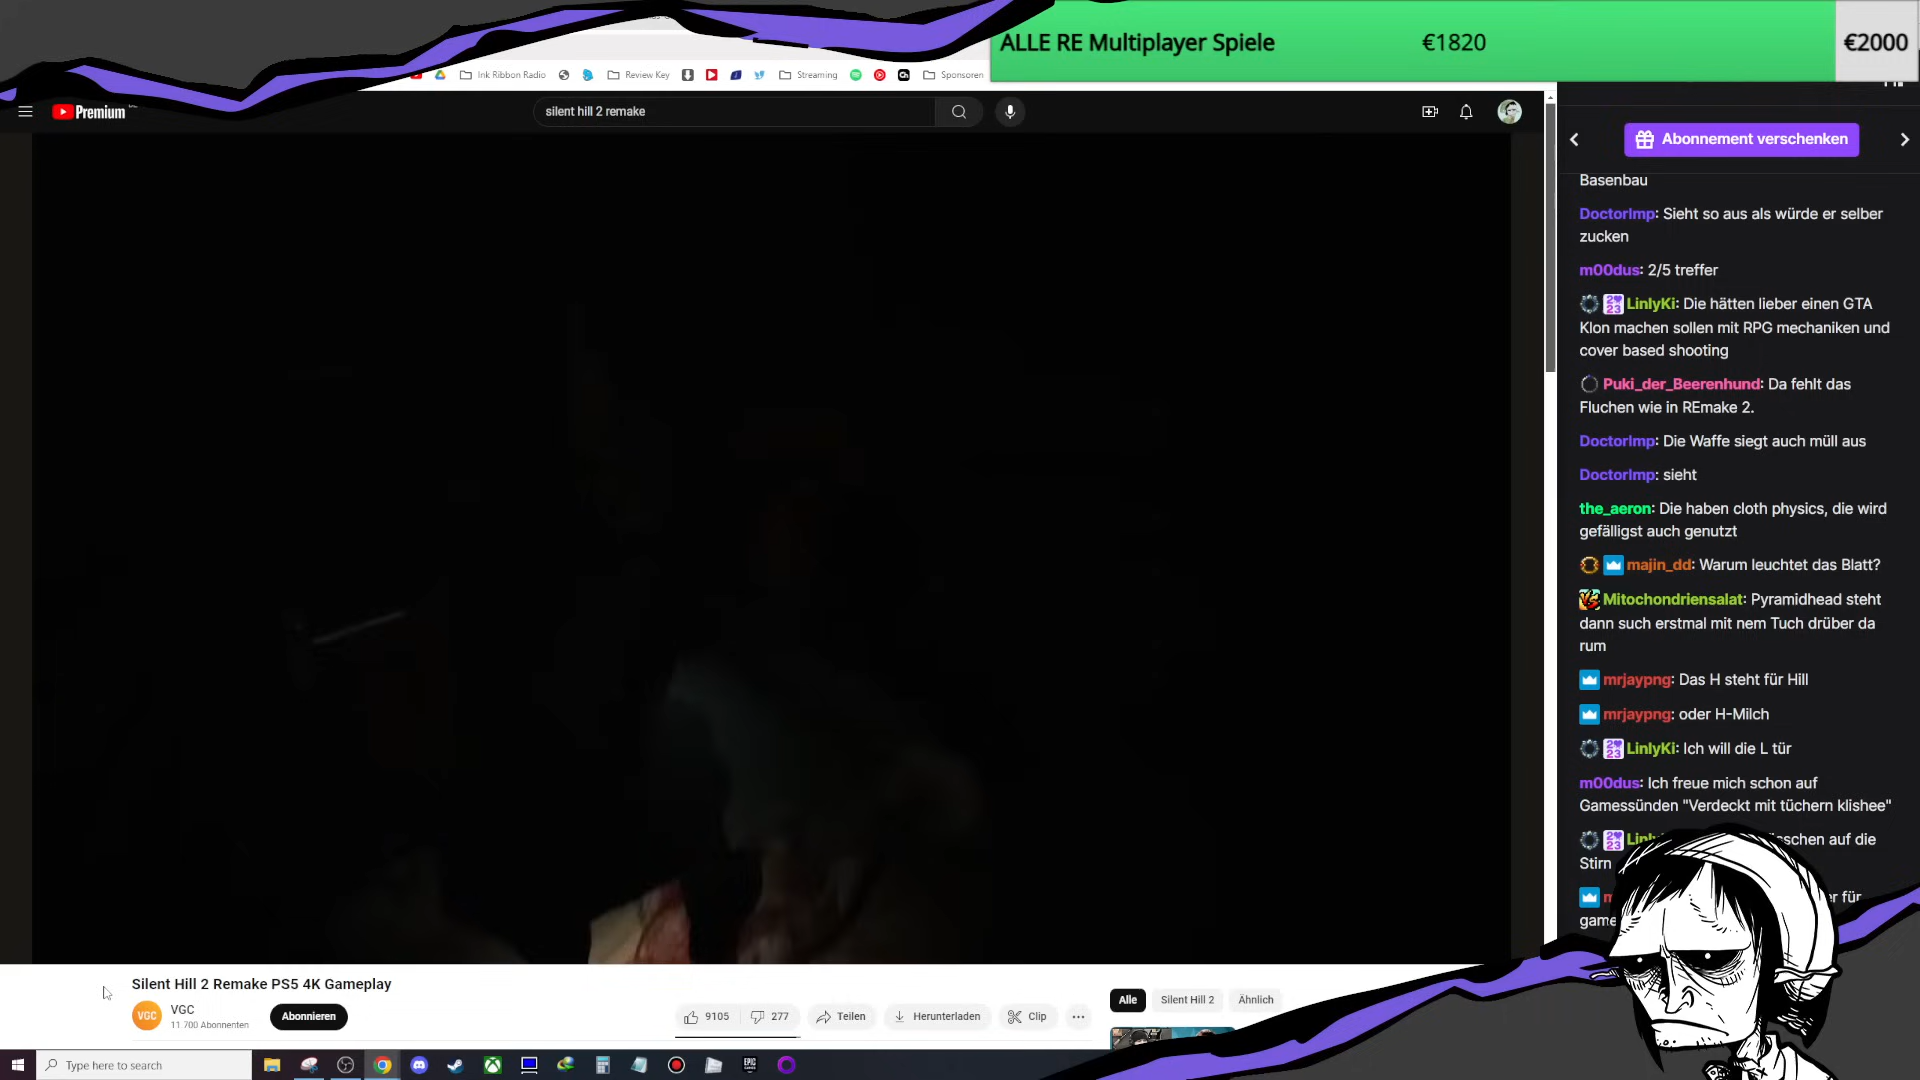 ALLE RE Multiplayer Spiele €1820 €2000
Ink Ribbon Radio Review Key Streaming Sponsoren
Premium silent hill 2 remake
Abonnement verschenken
Basenbau
DoctorImp: Sieht so aus als würde er selber
zucken
m00dus: 2/5 treffer
LinlyKi: Die hätten lieber einen GTA
Klon machen sollen mit RPG mechaniken und
cover based shooting
Puki_der_Beerenhund: Da fehlt das
Fluchen wie in REmake 2.
DoctorImp: Die Waffe siegt auch müll aus
DoctorImp: sieht
the_aeron: Die haben cloth physics, die wird
gefälligst auch genutzt
majin_dd: Warum leuchtet das Blatt?
Mitochondriensalat: Pyramidhead steht
dann such erstmal mit nem Tuch drüber da
rum
mrjaypng: Das H steht für Hill
mrjaypng: oder H-Milch
LinlyKi: Ich will die L tür
m00dus: Ich freue mich schon auf
Gamessünden "Verdeckt mit tüchern klishee"
auf die
Stirn
für
game
Silent Hill 2 Remake PS5 4K Gameplay
VGC VGC
11 700 Abonnenten
Abonnieren
9105 277 Teilen Herunterladen Clip
Alle Silent Hill 2 Ähnlich
Type here to search